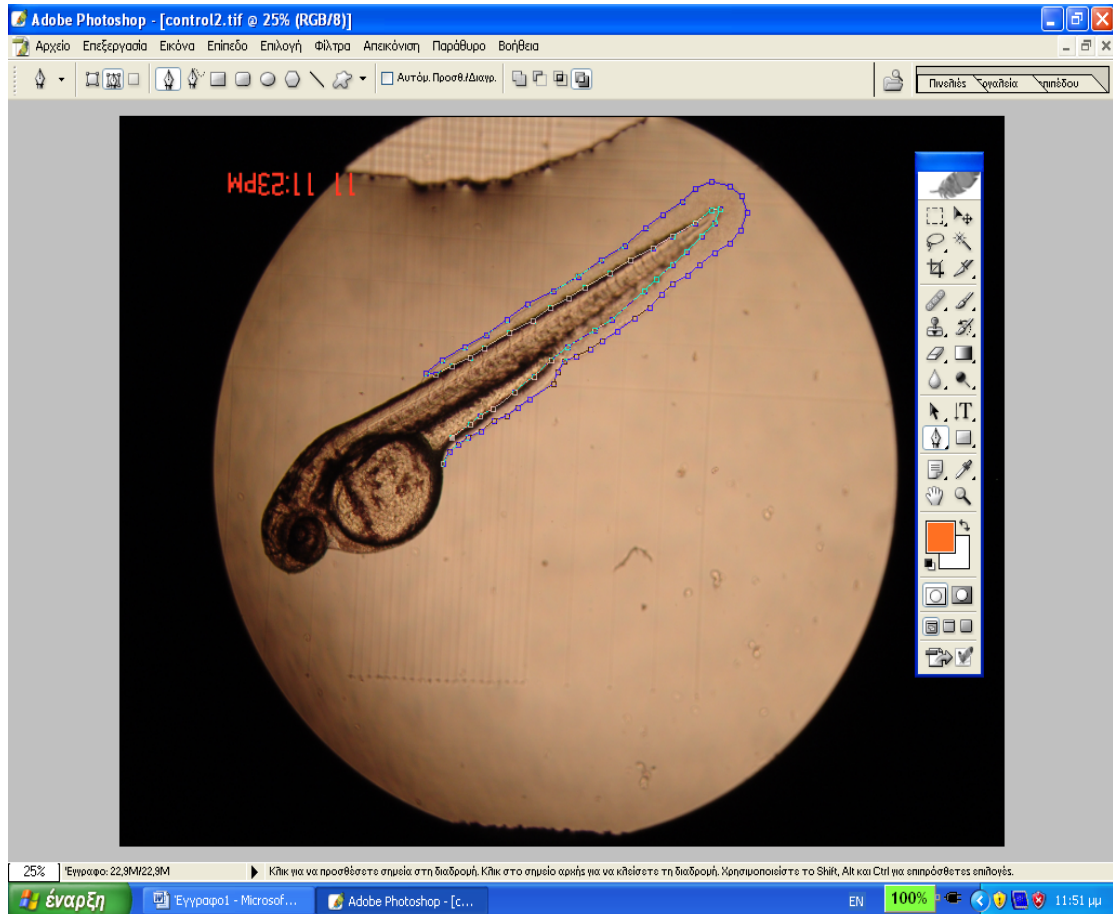 Adobe Photoshop - [control2.tif @ 25% (RGB/8)]
Αρχείο Επεξεργασία Εικόνα Επίπεδο Επιλογή Φίλτρα Απεικόνιση Παράθυρο Βοήθεια
Αυτόμ. Προσθ./Διαγρ.
Πινελιές Εργαλεία πιπέδου
11 11:23PM
25% Έγγραφο: 22,9M/22,9M Κλικ για να προσθέσετε σημεία στη διαδρομή. Κλικ στο σημείο αρχής για να κλείσετε τη διαδρομή. Χρησιμοποιείστε το Shift, Alt και Ctrl για επιπρόσθετες επιλογές.
έναρξη Έγγραφο1 - Microsof... Adobe Photoshop - [c... EN 100% 11:51 μμ